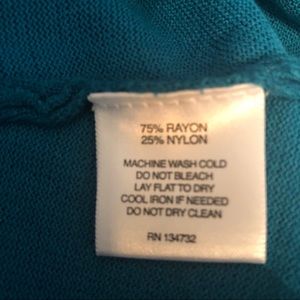 75% RAYON
25% NYLON
MACHINE WASH COLD
DO NOT BLEACH
LAY FLAT TO DRY
COOL IRON IF NEEDED
DO NOT DRY CLEAN
RN 134732